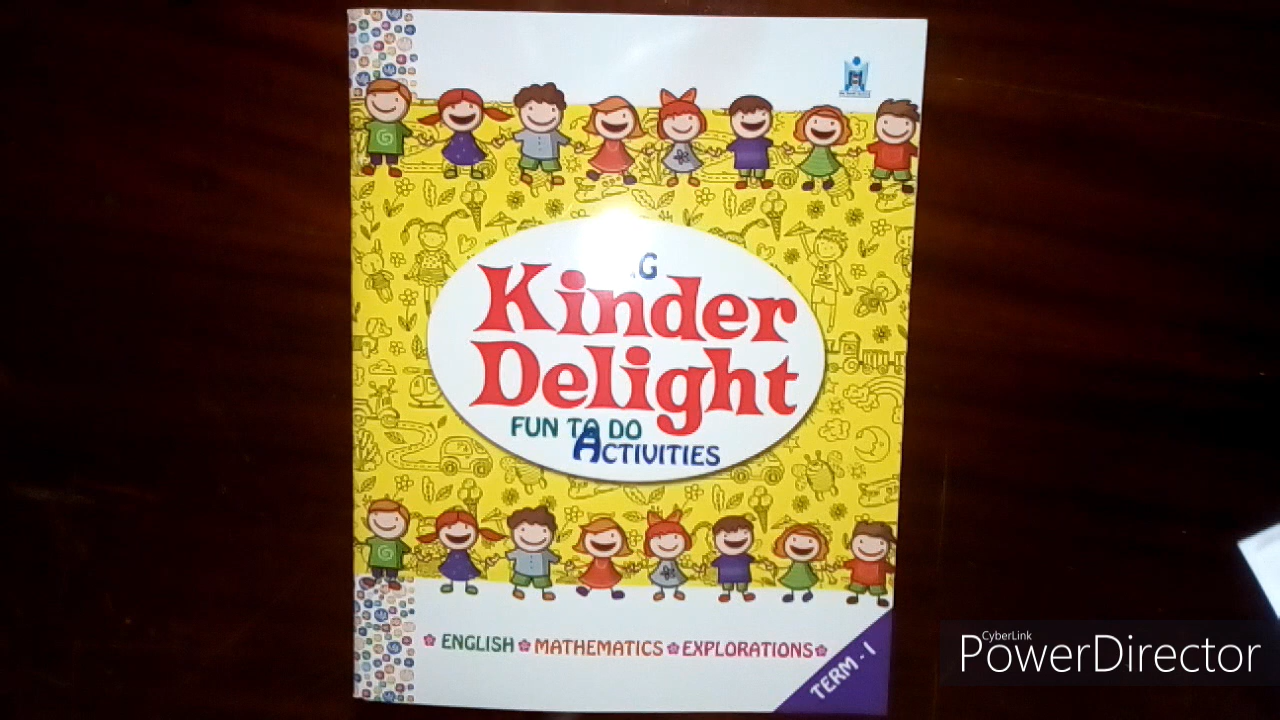 G
Kinder
Delight
FUN TO DO
ACTIVITIES
ENGLISH MATHEMATICS EXPLORATIONS
TERM - I
CyberLink
PowerDirector